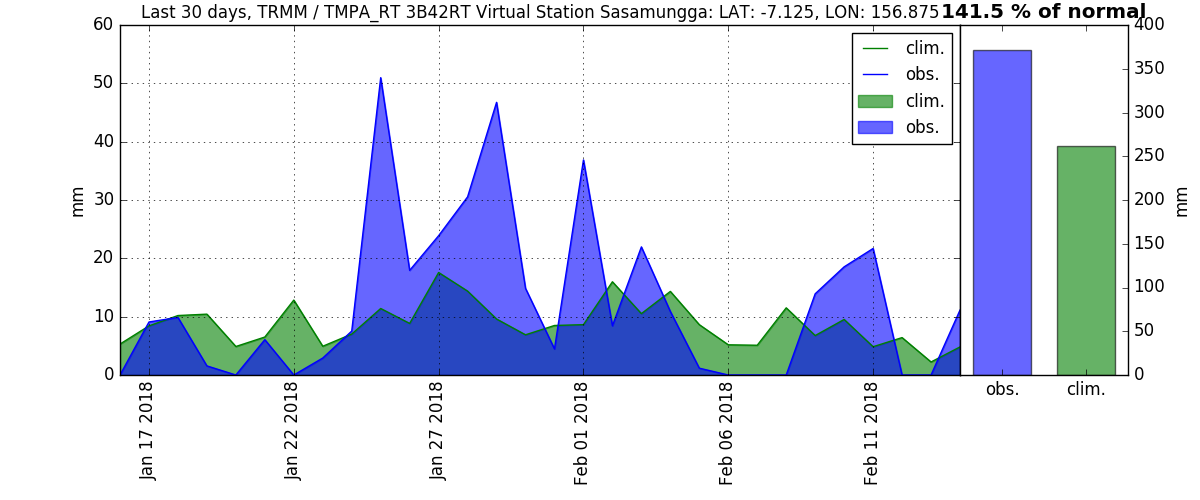 Last 30 days, TRMM / TMPA_RT 3B42RT Virtual Station Sasamungga: LAT: -7.125, LON: 156.875
141.5 % of normal
clim.
obs.
clim.
obs.
mm
60
50
40
30
20
10
0
Jan 17 2018
Jan 22 2018
Jan 27 2018
Feb 01 2018
Feb 06 2018
Feb 11 2018
400
350
300
250
200
150
100
50
0
mm
obs.
clim.